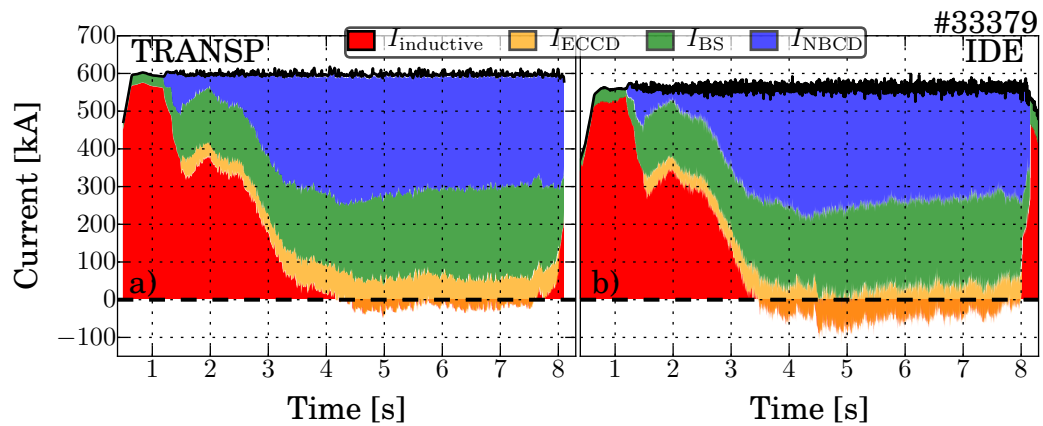 #33379
I_inductive I_ECCD I_BS I_NBCD
TRANSP
IDE
700
600
500
400
300
200
100
0
−100
Current [kA]
a)
b)
1 2 3 4 5 6 7 8
1 2 3 4 5 6 7 8
Time [s]
Time [s]